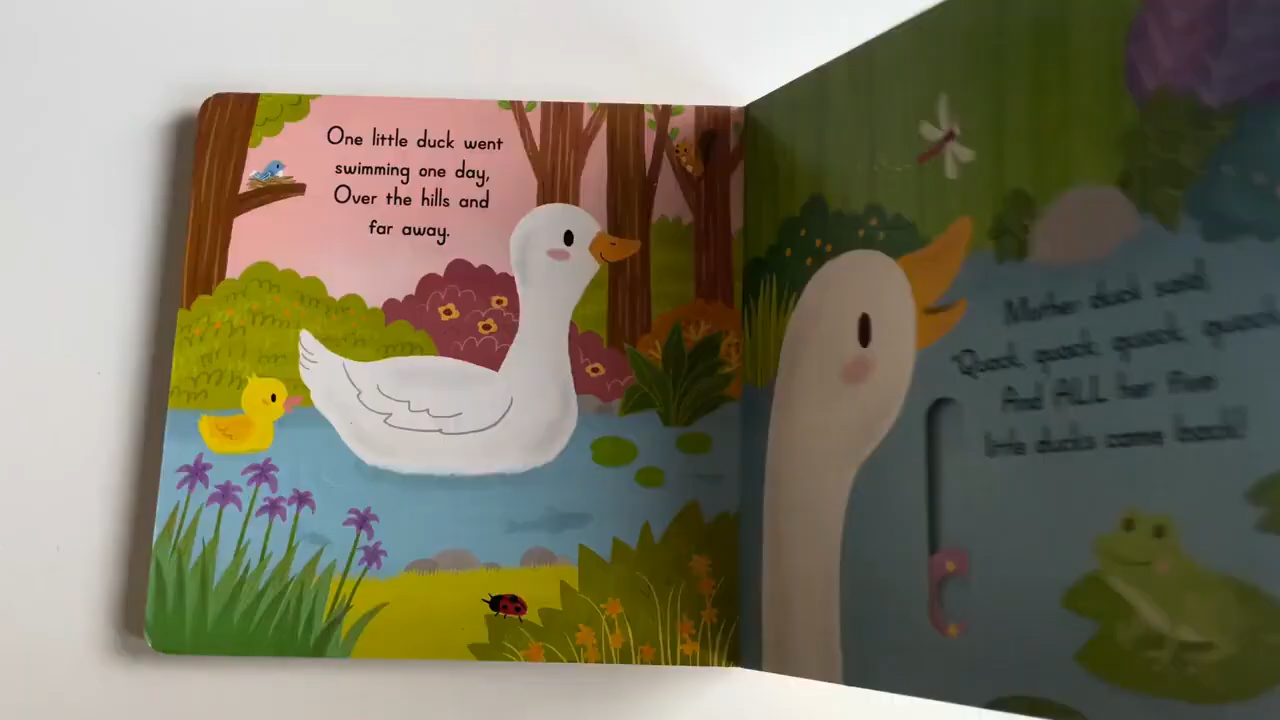 One little duck went
swimming one day,
Over the hills and
far away.
Mother duck said,
"Quack, quack, quack, quack."
And ALL her five
little ducks came back!